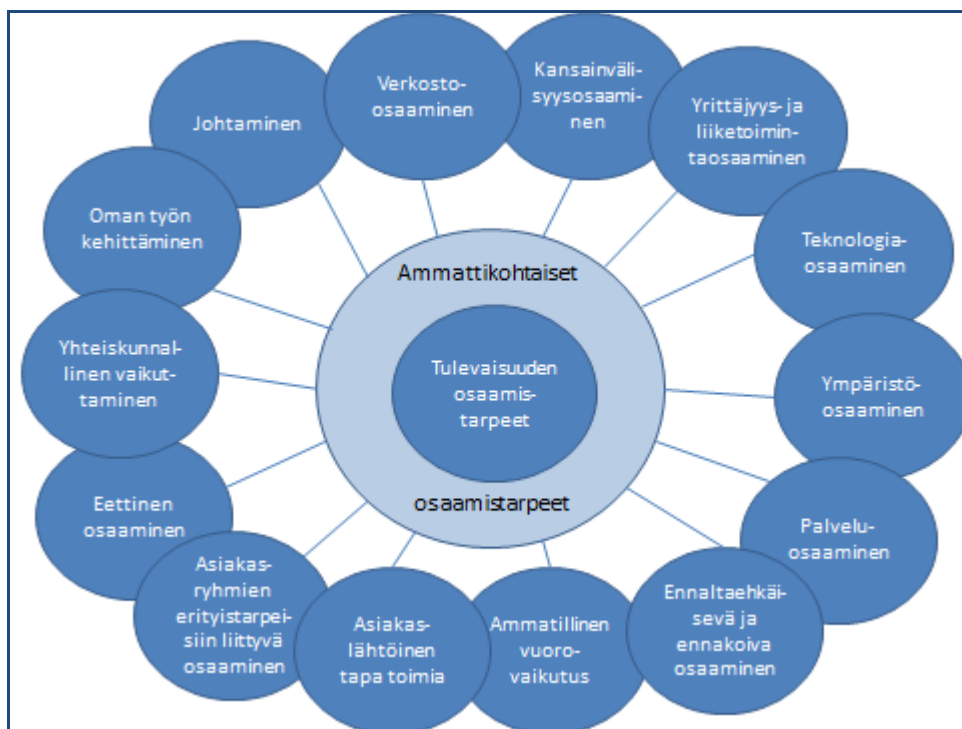 Verkosto-
osaaminen
Kansainväli-
syysosaami-
nen
Yrittäjyys- ja
liiketoimin-
taosaaminen
Teknologia-
osaaminen
Ympäristö-
osaaminen
Palvelu-
osaaminen
Ennaltaehkäi-
sevä ja
ennakoiva
osaaminen
Ammatillinen
vuoro-
vaikutus
Asiakas-
lähtöinen
tapa toimia
Asiakas-
ryhmien
erityistarpei-
siin liittyvä
osaaminen
Eettinen
osaaminen
Yhteiskunnal-
linen vaikut-
taminen
Oman työn
kehittäminen
Johtaminen
Ammattikohtaiset
Tulevaisuuden
osaamis-
tarpeet
osaamistarpeet